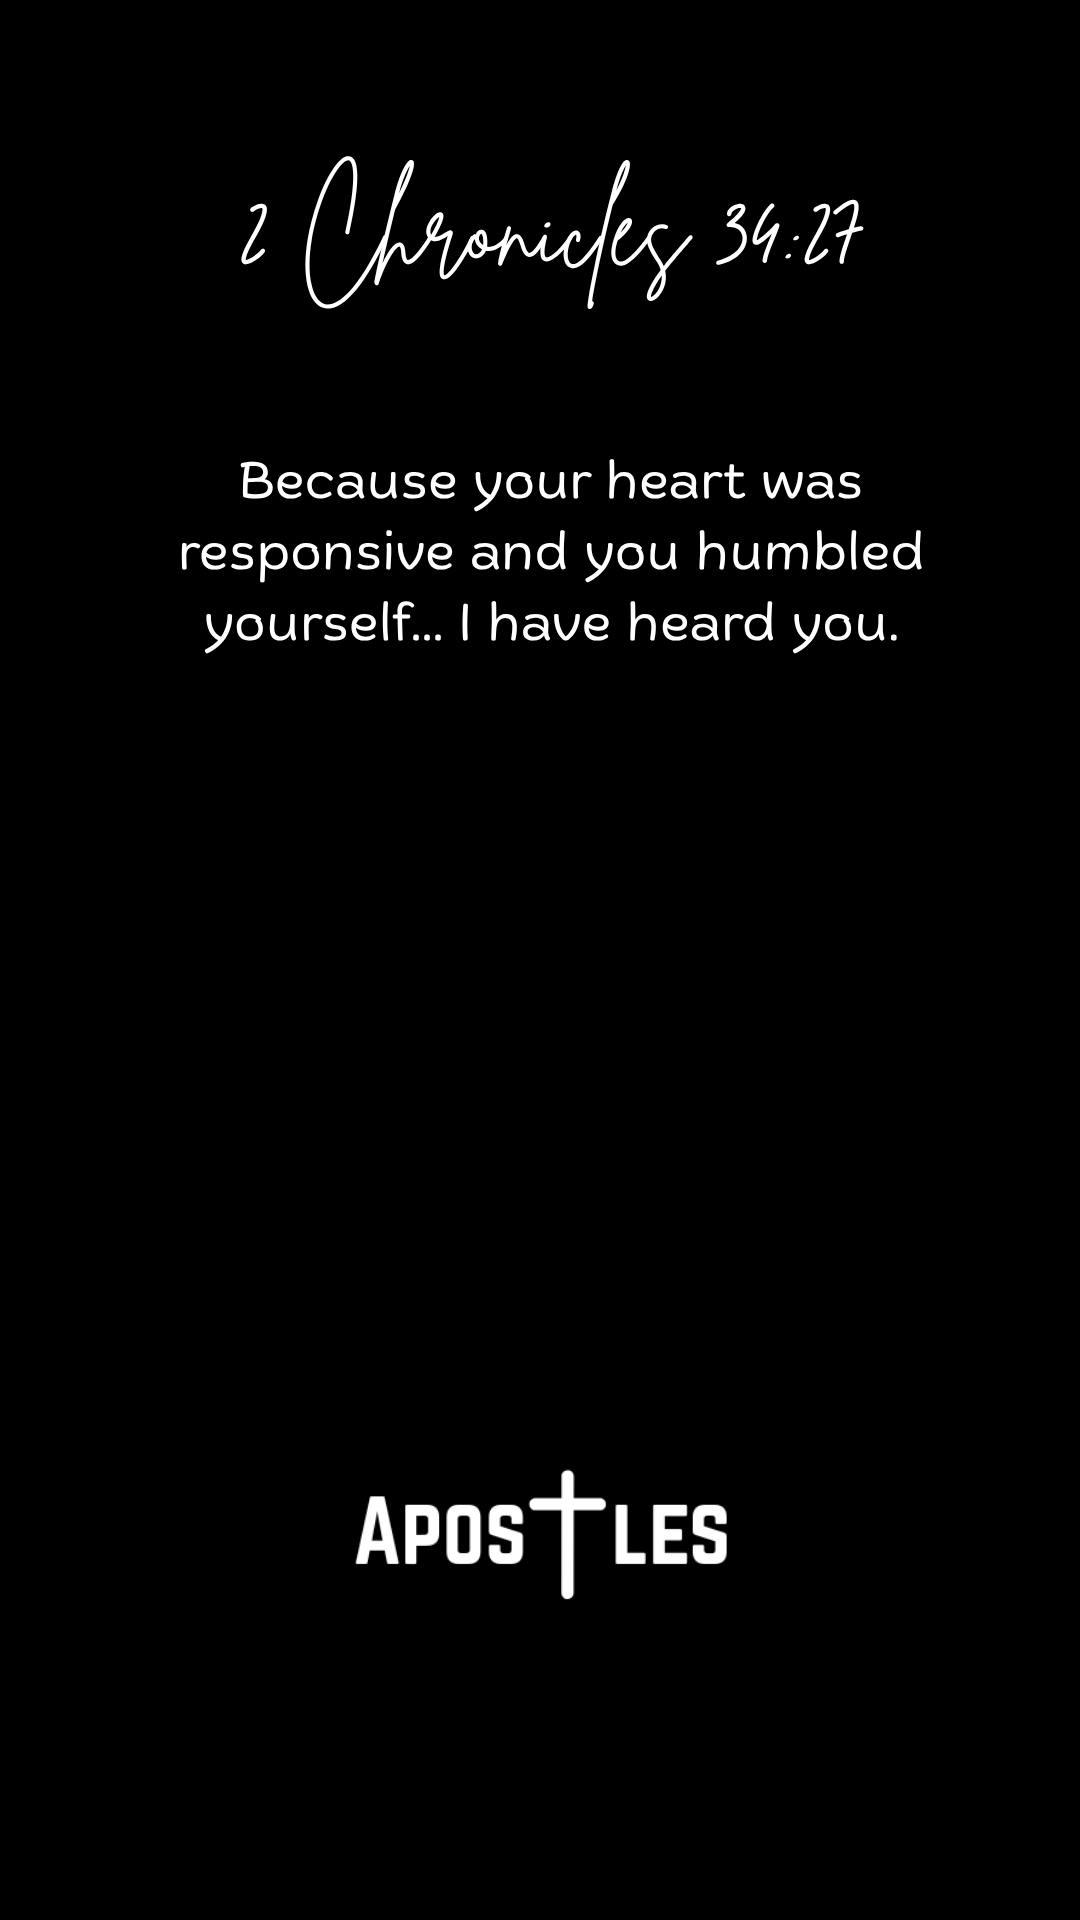 2 Chronicles 34:27
Because your heart was
responsive and you humbled
yourself... I have heard you.
APOSTLES